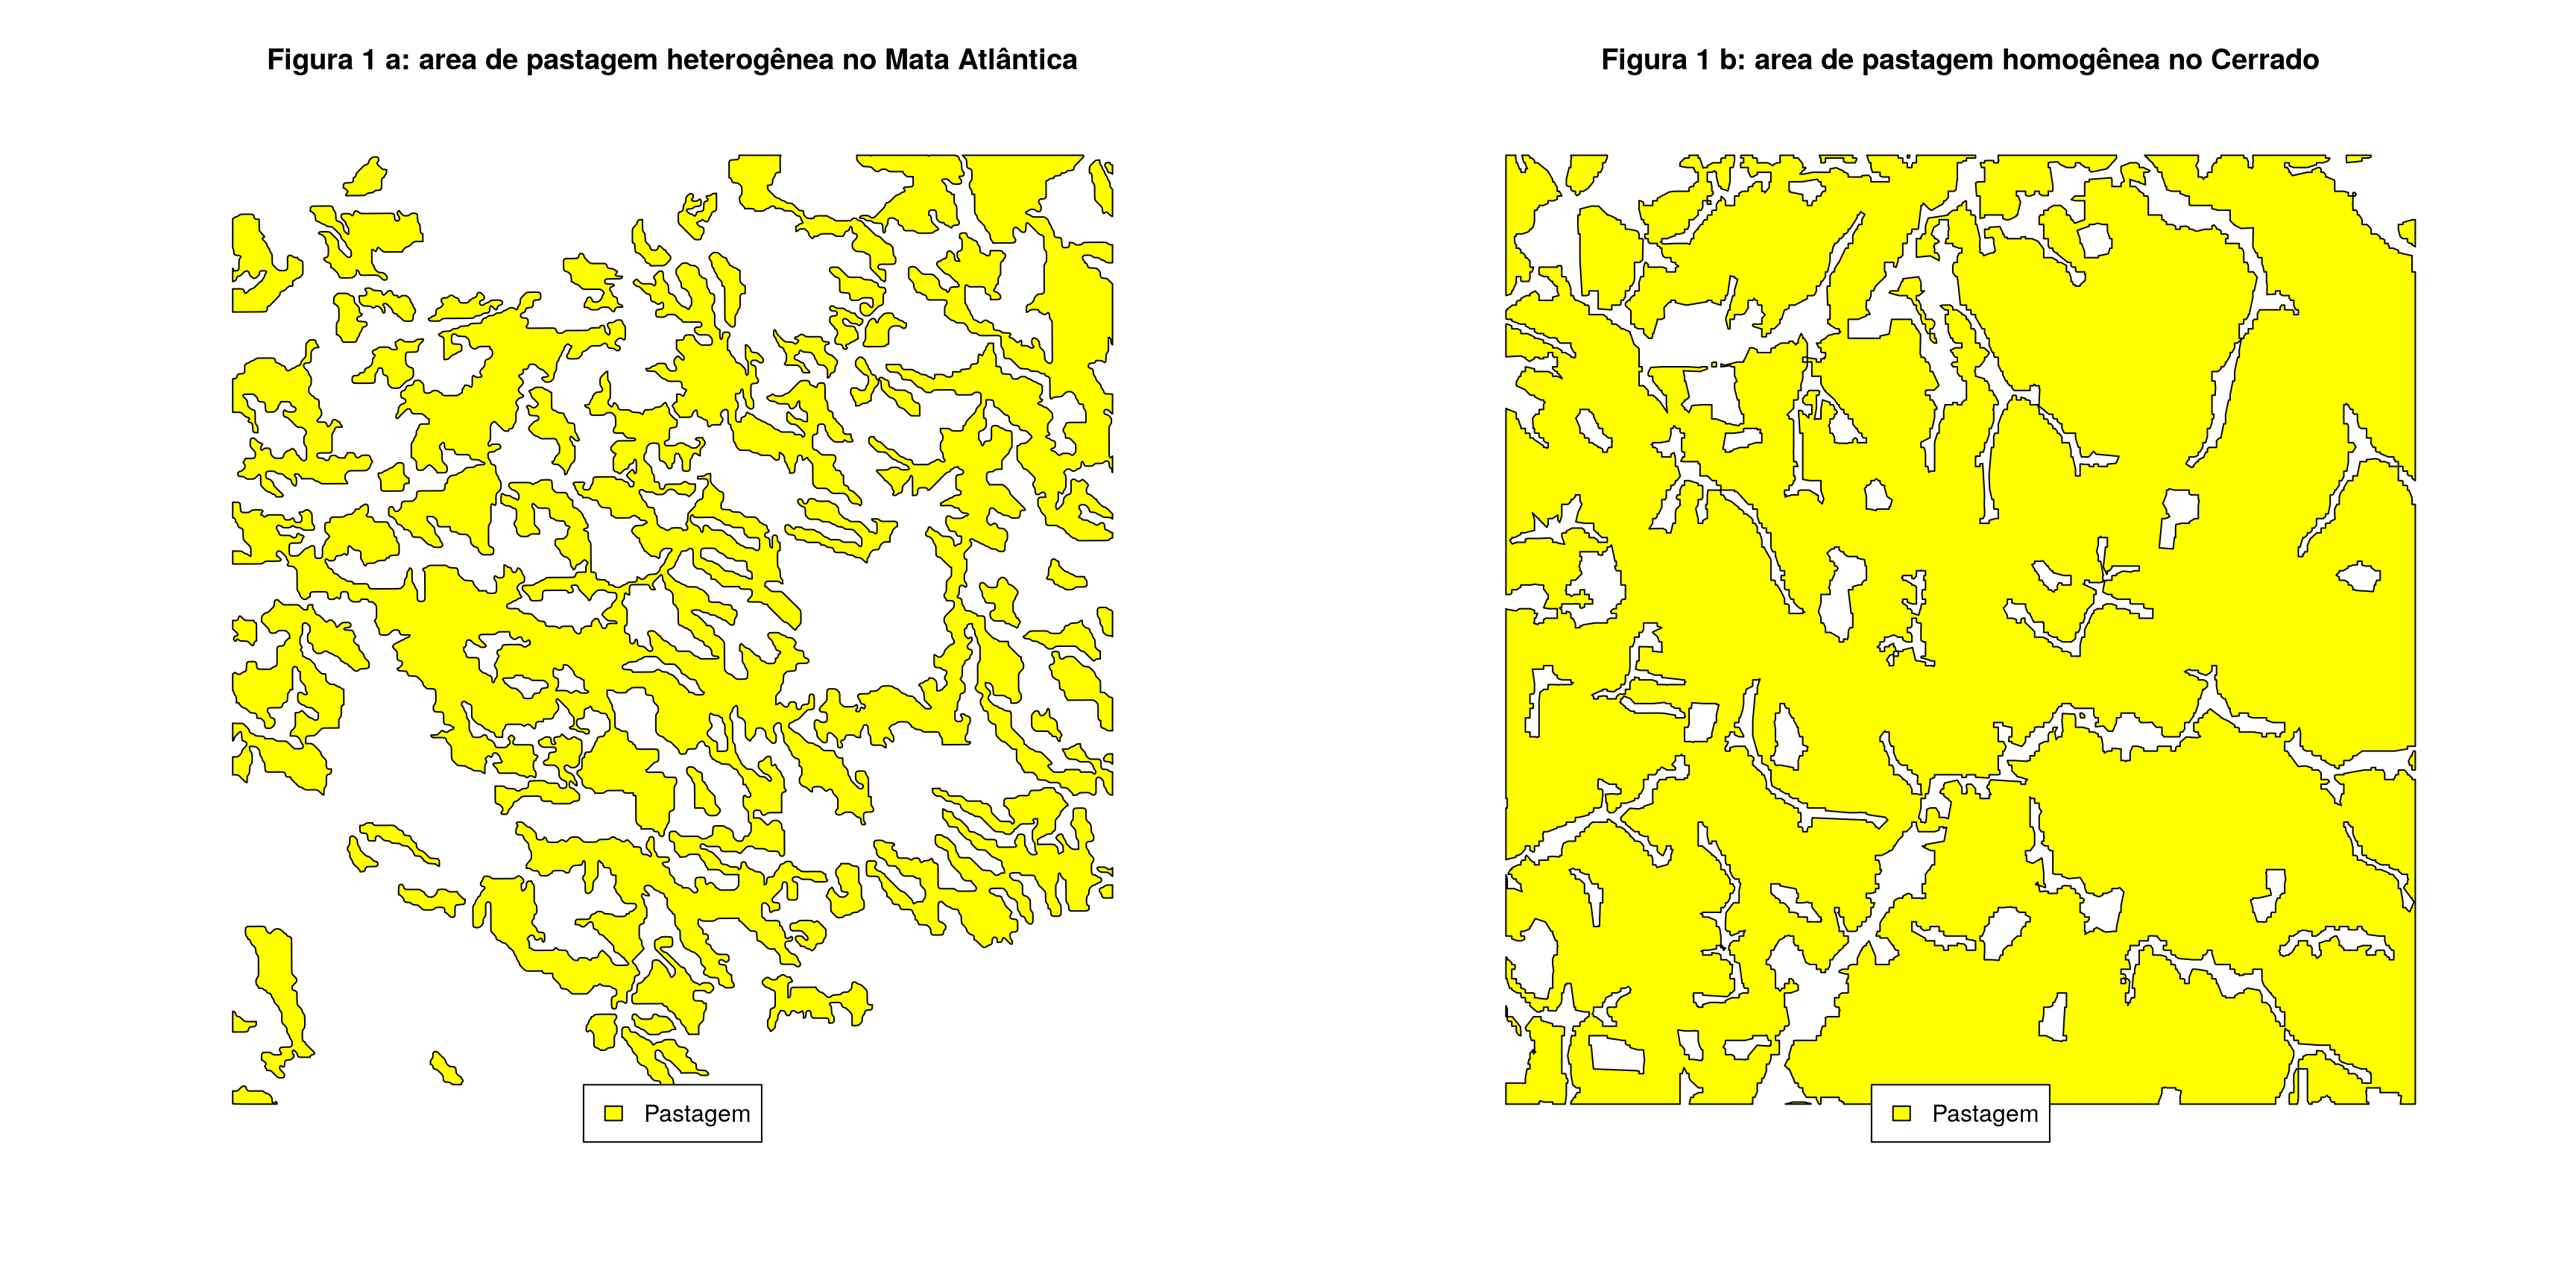 Figura 1 a: area de pastagem heterogênea no Mata Atlântica
Figura 1 b: area de pastagem homogênea no Cerrado
Pastagem
Pastagem